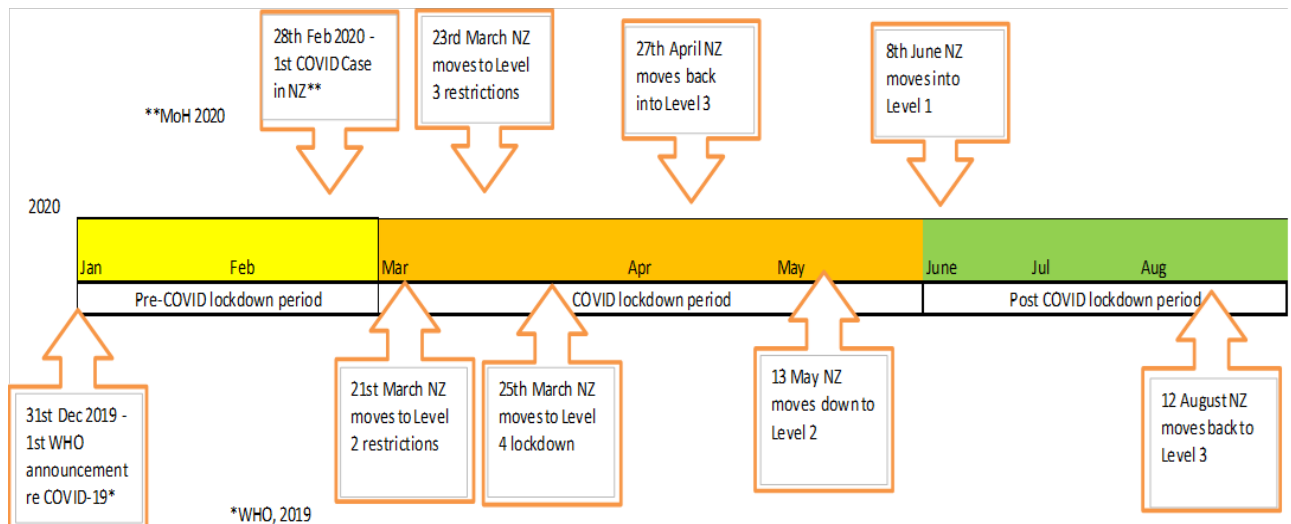 28th Feb 2020 -
1st COVID Case
in NZ**
23rd March NZ
moves to Level
3 restrictions
27th April NZ
moves back
into Level 3
8th June NZ
moves into
Level 1
**MoH 2020
2020
Jan Feb Mar Apr May June Jul Aug
Pre-COVID lockdown period COVID lockdown period Post COVID lockdown period
31st Dec 2019 -
1st WHO
announcement
re COVID-19*
21st March NZ
moves to Level
2 restrictions
25th March NZ
moves to Level
4 lockdown
13 May NZ
moves down to
Level 2
12 August NZ
moves back to
Level 3
*WHO, 2019